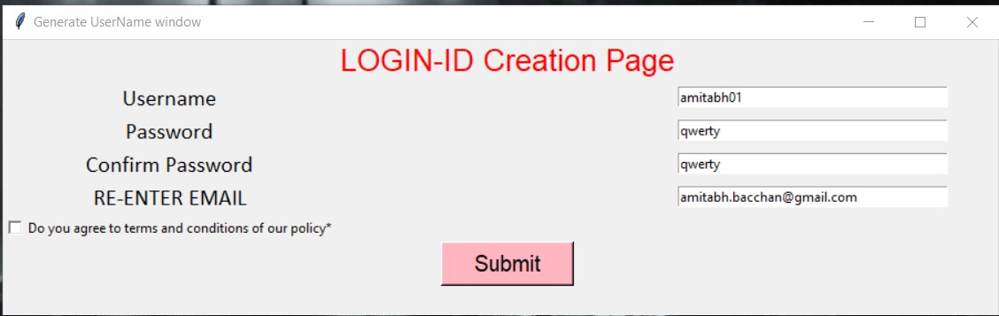 Generate UserName window
LOGIN-ID Creation Page
Username amitabh01
Password qwerty
Confirm Password qwerty
RE-ENTER EMAIL amitabh.bacchan@gmail.com
Do you agree to terms and conditions of our policy*
Submit